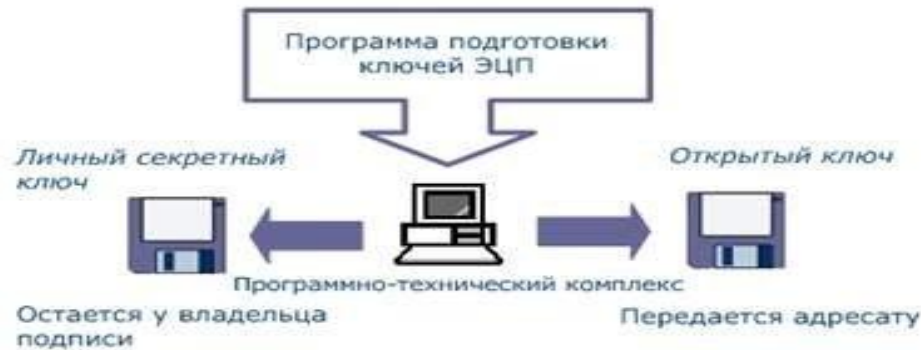 Программа подготовки
ключей ЭЦП
Личный секретный
ключ
Открытый ключ
Программно-технический комплекс
Остается у владельца
подписи
Передается адресату